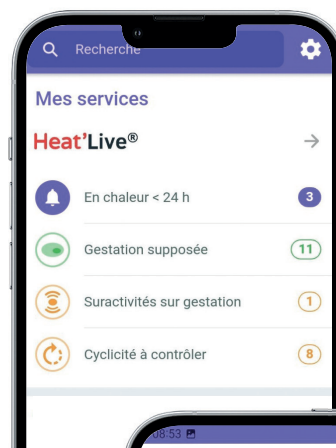 Recherche
Mes services
Heat'Live®
En chaleur < 24 h
3
Gestation supposée
11
Suractivités sur gestation
1
Cyclicité à contrôler
8
08:53